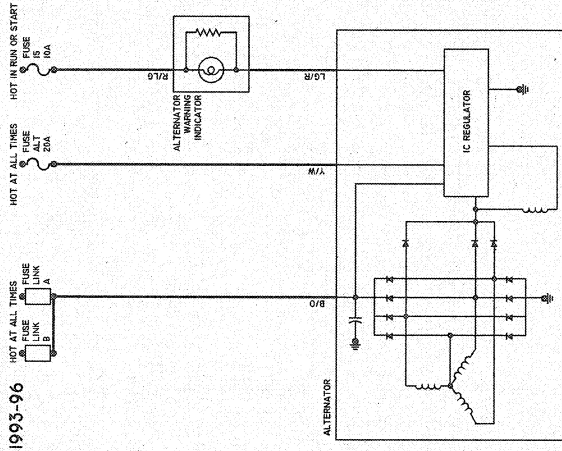 1993-96
HOT AT ALL TIMES
FUSE
LINK
B
FUSE
LINK
A
HOT AT ALL TIMES
FUSE
ALT
20A
HOT IN RUN OR START
FUSE
15
10A
ALTERNATOR
WARNING
INDICATOR
R/LG
LG/R
Y/W
B/O
ALTERNATOR
IC REGULATOR